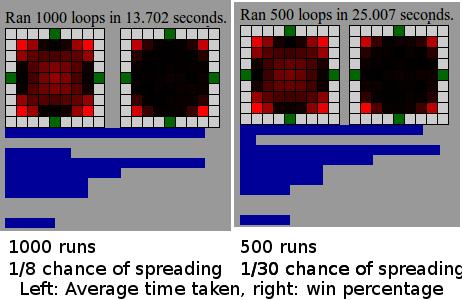 Ran 1000 loops in 13.702 seconds.
Ran 500 loops in 25.007 seconds.
1000 runs
1/8 chance of spreading
500 runs
1/30 chance of spreading
Left: Average time taken, right: win percentage